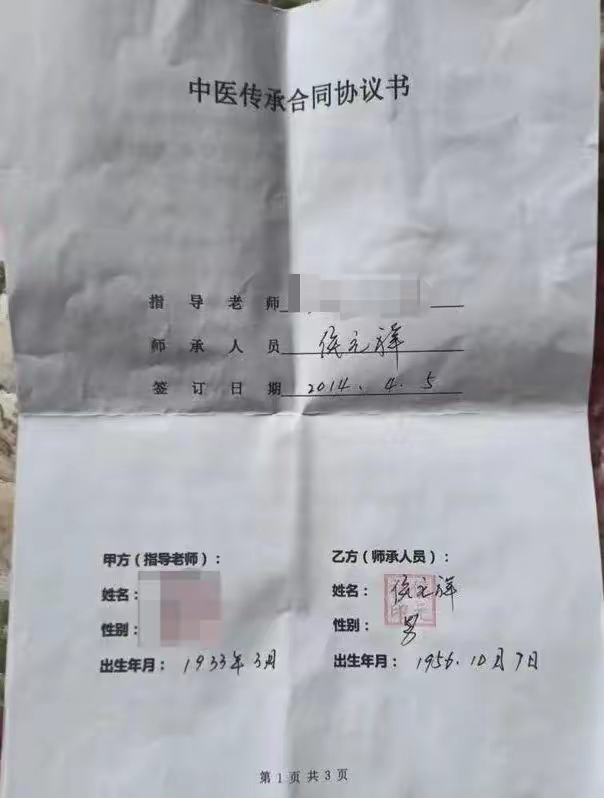 中医传承合同协议书
指导老师
师承人员 侯元祥
签订日期 2014.4.5
甲方(指导老师):
姓名:
性别:
出生年月: 1933年3月
乙方(师承人员):
姓名: 侯元祥
性别: 男
出生年月: 1956.10月7日
第1页共3页